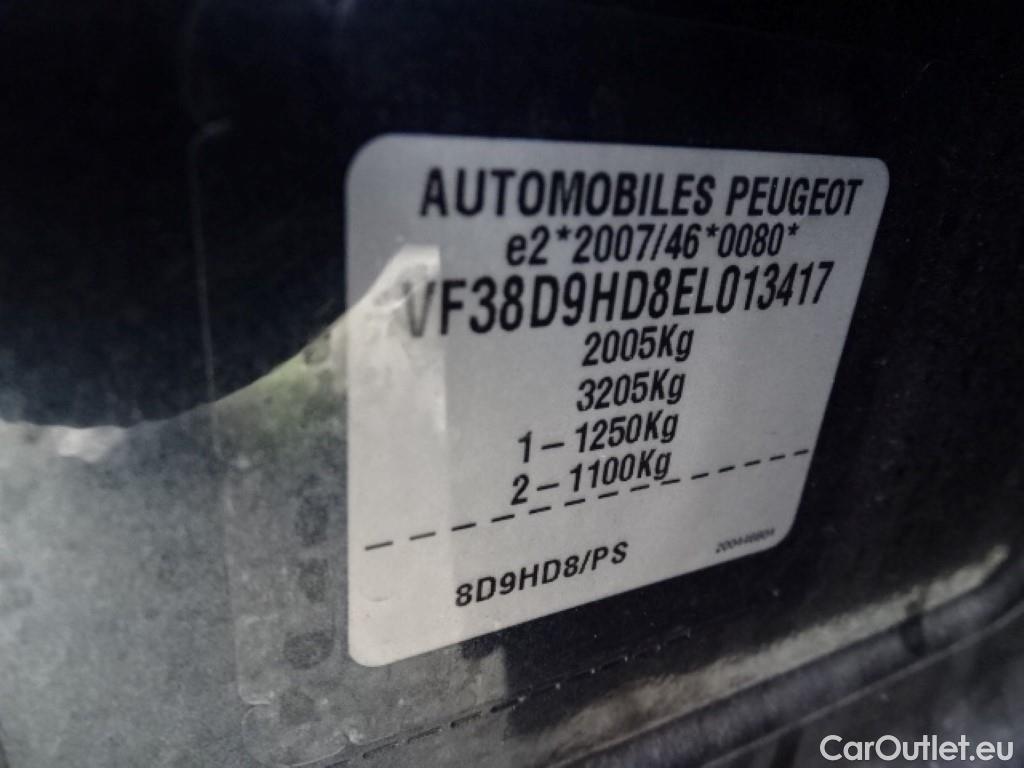 AUTOMOBILES PEUGEOT
e2*2007/46*0080*
VF38D9HD8EL013417
2005Kg
3205Kg
1 – 1250Kg
2 – 1100Kg
8D9HD8/PS
CarOutlet.eu